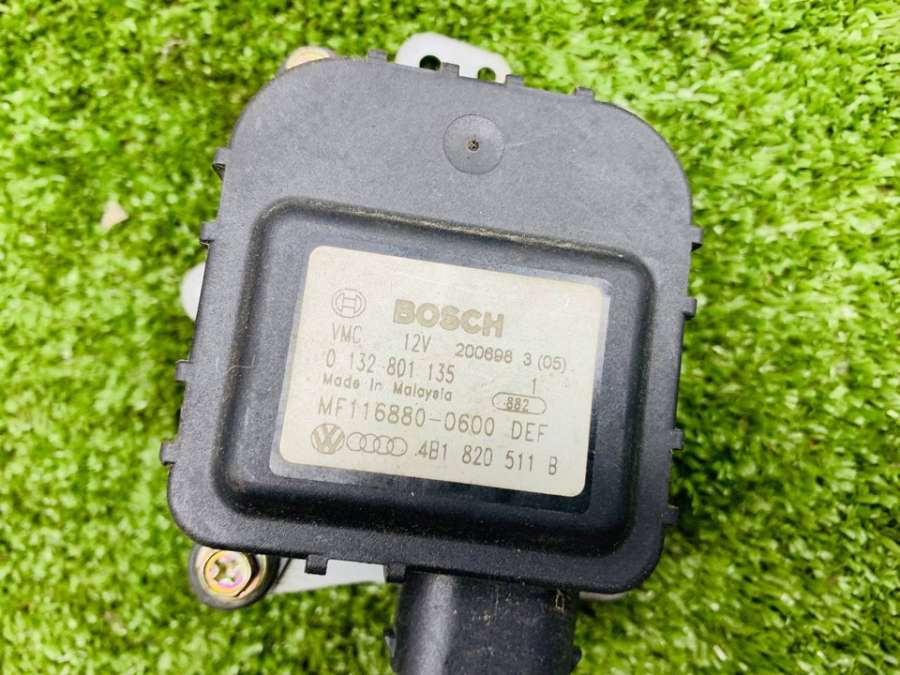 BOSCH
VMC 12V 200698 3 (05)
0 132 801 135 1
Made In Malaysia 882
MF116880-0600 DEF
4B1 820 511 B